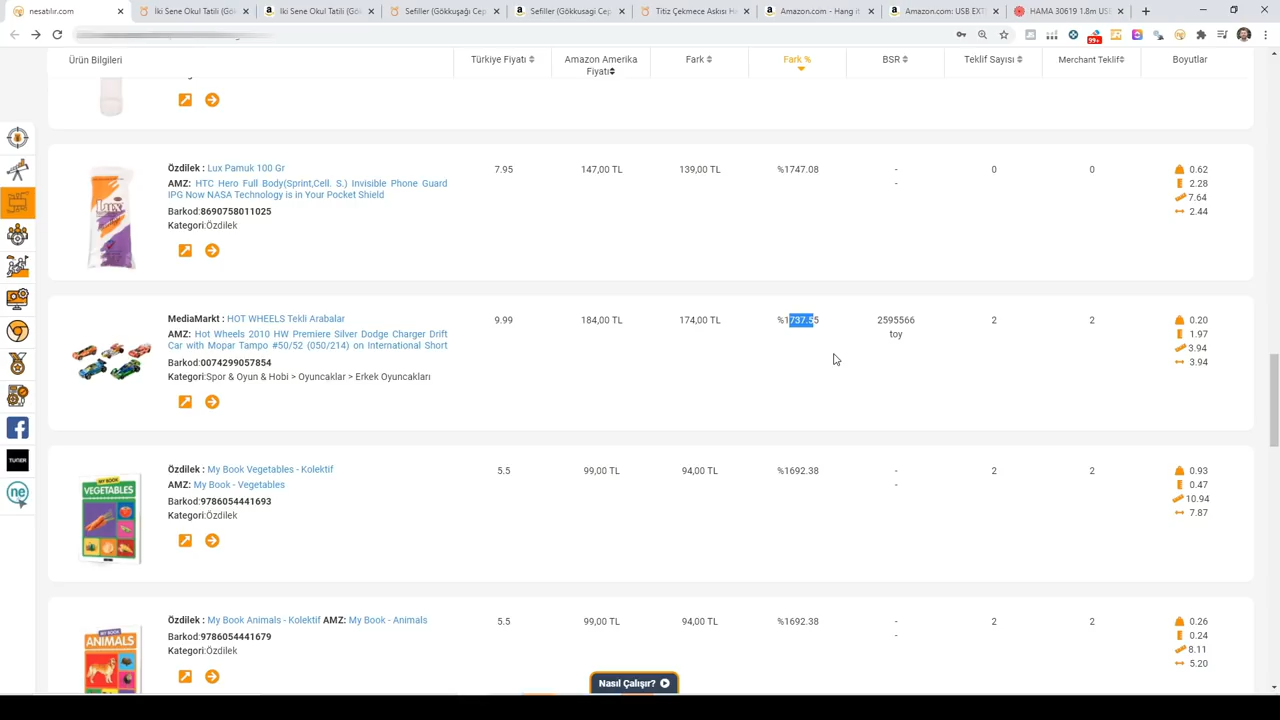 nesabilir.com
Iki Sene Okul Tatili (Gök
Iki Sene Okul Tatili (Gök
Sefiller (Gökkuşağı Cep
Sefiller (Gökkusagi Cep
Titiz Çekmece Askısı He
Amazon.com - Hang it
Amazon.com: USB EXT
HAMA 30619 1.8m USB
99+
Ürün Bilgileri
Türkiye Fiyatı
Amazon Amerika Fiyatı
Fark
Fark %
BSR
Teklif Sayısı
Merchant Teklif
Boyutlar
Özdilek : Lux Pamuk 100 Gr
7.95
147,00 TL
139,00 TL
%1747.08
-
-
0
0
0.62
2.28
7.64
2.44
AMZ: HTC Hero Full Body(Sprint,Cell. S.) Invisible Phone Guard
IPG Now NASA Technology is in Your Pocket Shield
Barkod:8690758011025
Kategori:Özdilek
MediaMarkt : HOT WHEELS Tekli Arabalar
9.99
184,00 TL
174,00 TL
%1737.55
2595566
toy
2
2
0.20
1.97
3.94
3.94
AMZ: Hot Wheels 2010 HW Premiere Silver Dodge Charger Drift
Car with Mopar Tampo #50/52 (050/214) on International Short
Barkod:0074299057854
Kategori:Spor & Oyun & Hobi > Oyuncaklar > Erkek Oyuncakları
Özdilek : My Book Vegetables - Kolektif
5.5
99,00 TL
94,00 TL
%1692.38
-
-
2
2
0.93
0.47
10.94
7.87
AMZ: My Book - Vegetables
Barkod:9786054441693
Kategori:Özdilek
MY BOOK
VEGETABLES
Özdilek : My Book Animals - Kolektif AMZ: My Book - Animals
5.5
99,00 TL
94,00 TL
%1692.38
-
-
2
2
0.26
0.24
8.11
5.20
Barkod:9786054441679
Kategori:Özdilek
MY BOOK
ANIMALS
Lux
TUNER
ne
Nasıl Çalışır?